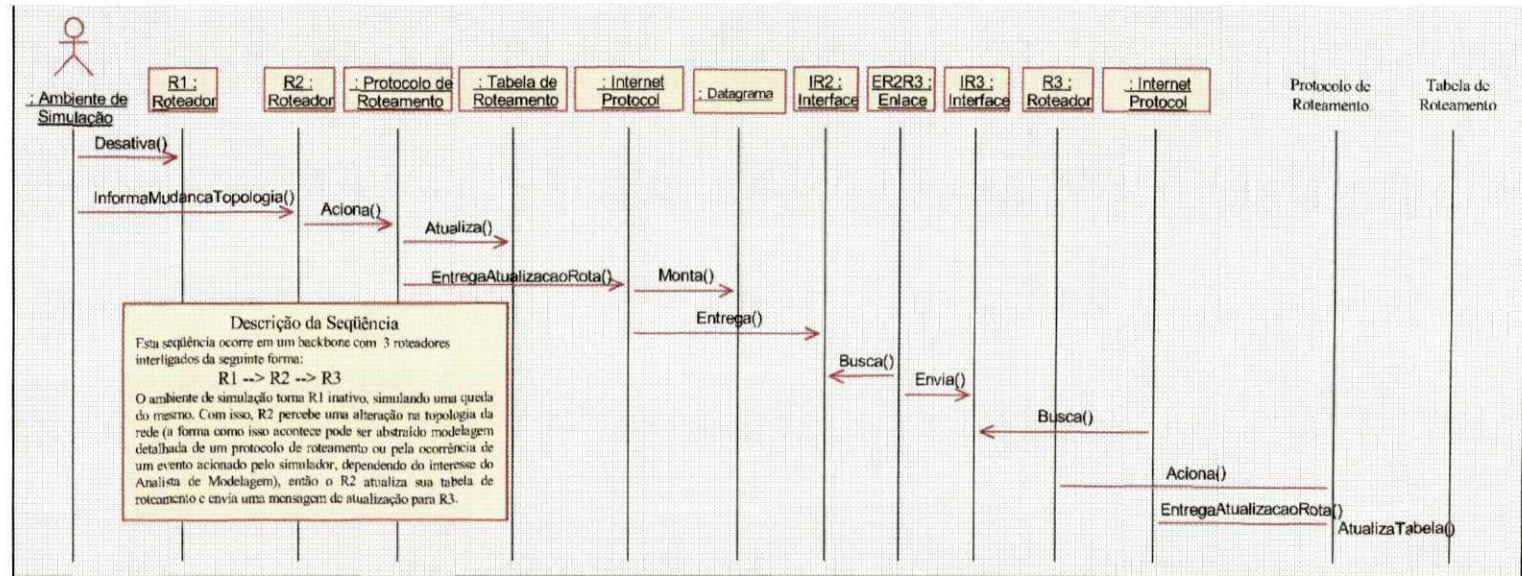 : Ambiente de
Simulação
R1 :
Roteador
R2 :
Roteador
: Protocolo de
Roteamento
: Tabela de
Roteamento
: Internet
Protocol
: Datagrama
IR2 :
Interface
ER2R3 :
Enlace
IR3 :
Interface
R3 :
Roteador
: Internet
Protocol
Protocolo de
Roteamento
Tabela de
Roteamento
Desativa()
InformaMudancaTopologia()
Aciona()
Atualiza()
EntregaAtualizacaoRota()
Monta()
Entrega()
Busca()
Envia()
Busca()
Aciona()
EntregaAtualizacaoRota()
AtualizaTabela()
Descrição da Seqüência
Esta seqüência ocorre em um backbone com 3 roteadores
interligados da seguinte forma:
R1 --> R2 --> R3
O ambiente de simulação torna R1 inativo, simulando uma queda
do mesmo. Com isso, R2 percebe uma alteração na topologia da
rede (a forma como isso acontece pode ser abstraído modelagem
detalhada de um protocolo de roteamento ou pela ocorrência de
um evento acionado pelo simulador, dependendo do interesse do
Analista de Modelagem), então o R2 atualiza sua tabela de
roteamento e envia uma mensagem de atualização para R3.